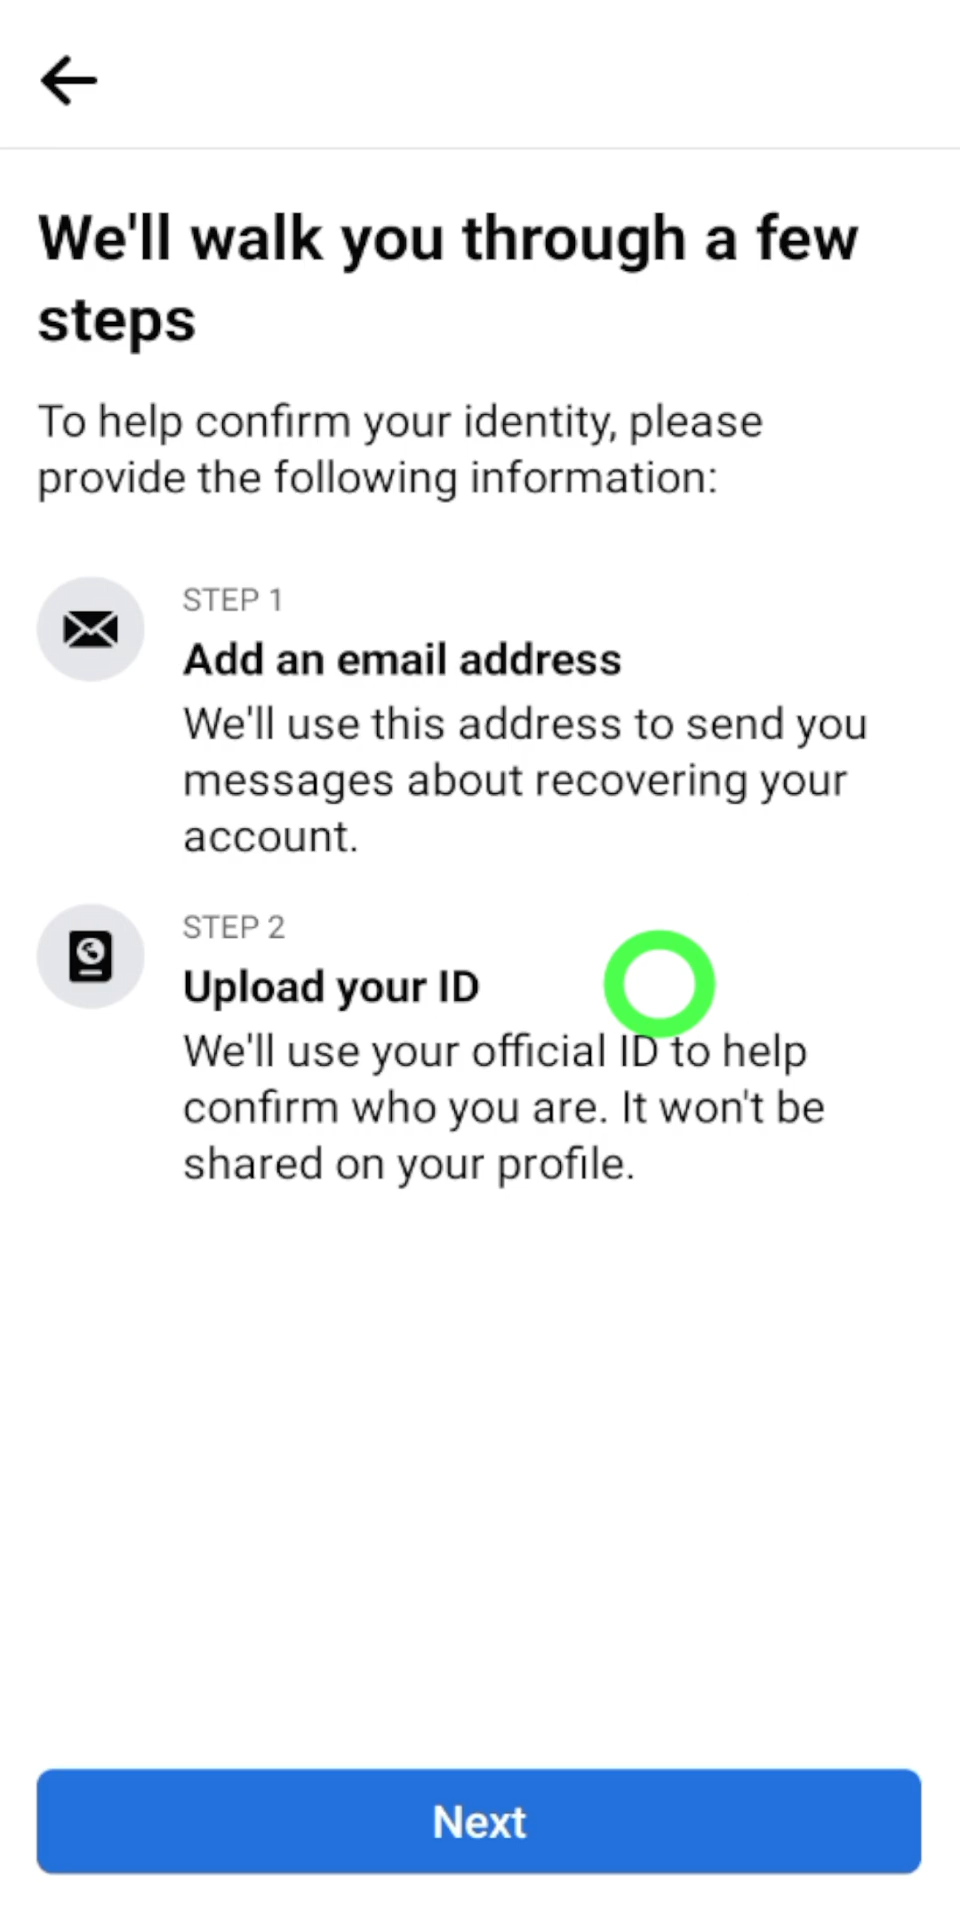 We'll walk you through a few
steps
To help confirm your identity, please
provide the following information:
STEP 1
Add an email address
We'll use this address to send you
messages about recovering your
account.
STEP 2
Upload your ID
We'll use your official ID to help
confirm who you are. It won't be
shared on your profile.
Next